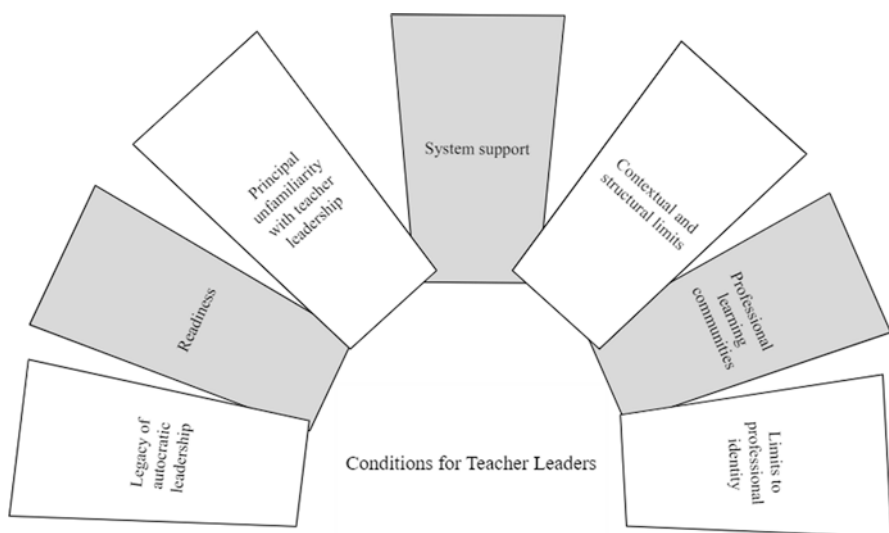 Legacy of
autocratic
leadership
Readiness
Principal
unfamiliarity
with teacher
leadership
System support
Contextual and
structural limits
Professional
learning
communities
Limits to
professional
identity
Conditions for Teacher Leaders